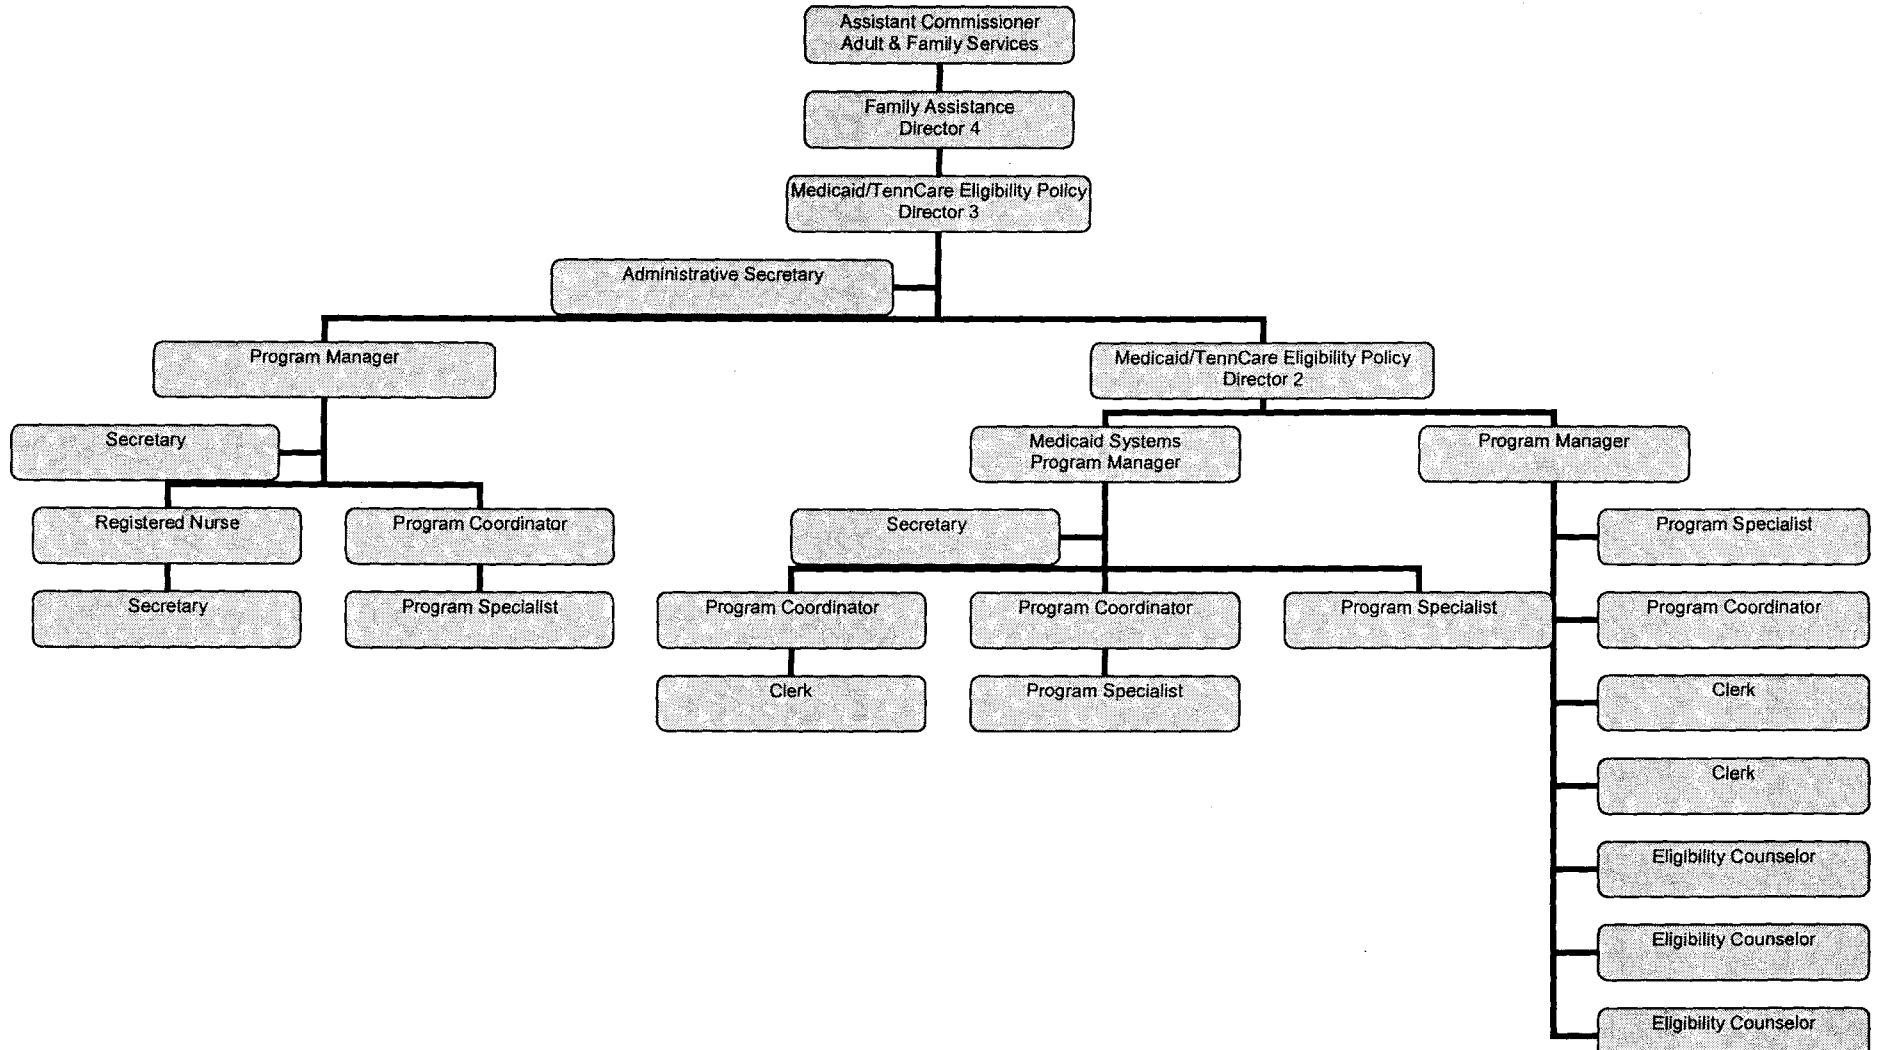 Assistant Commissioner
Adult & Family Services
Family Assistance
Director 4
Medicaid/TennCare Eligibility Policy
Director 3
Administrative Secretary
Program Manager
Medicaid/TennCare Eligibility Policy
Director 2
Secretary
Medicaid Systems
Program Manager
Program Manager
Registered Nurse
Program Coordinator
Secretary
Program Specialist
Secretary
Program Specialist
Program Coordinator
Program Coordinator
Program Specialist
Program Coordinator
Clerk
Program Specialist
Clerk
Clerk
Eligibility Counselor
Eligibility Counselor
Eligibility Counselor